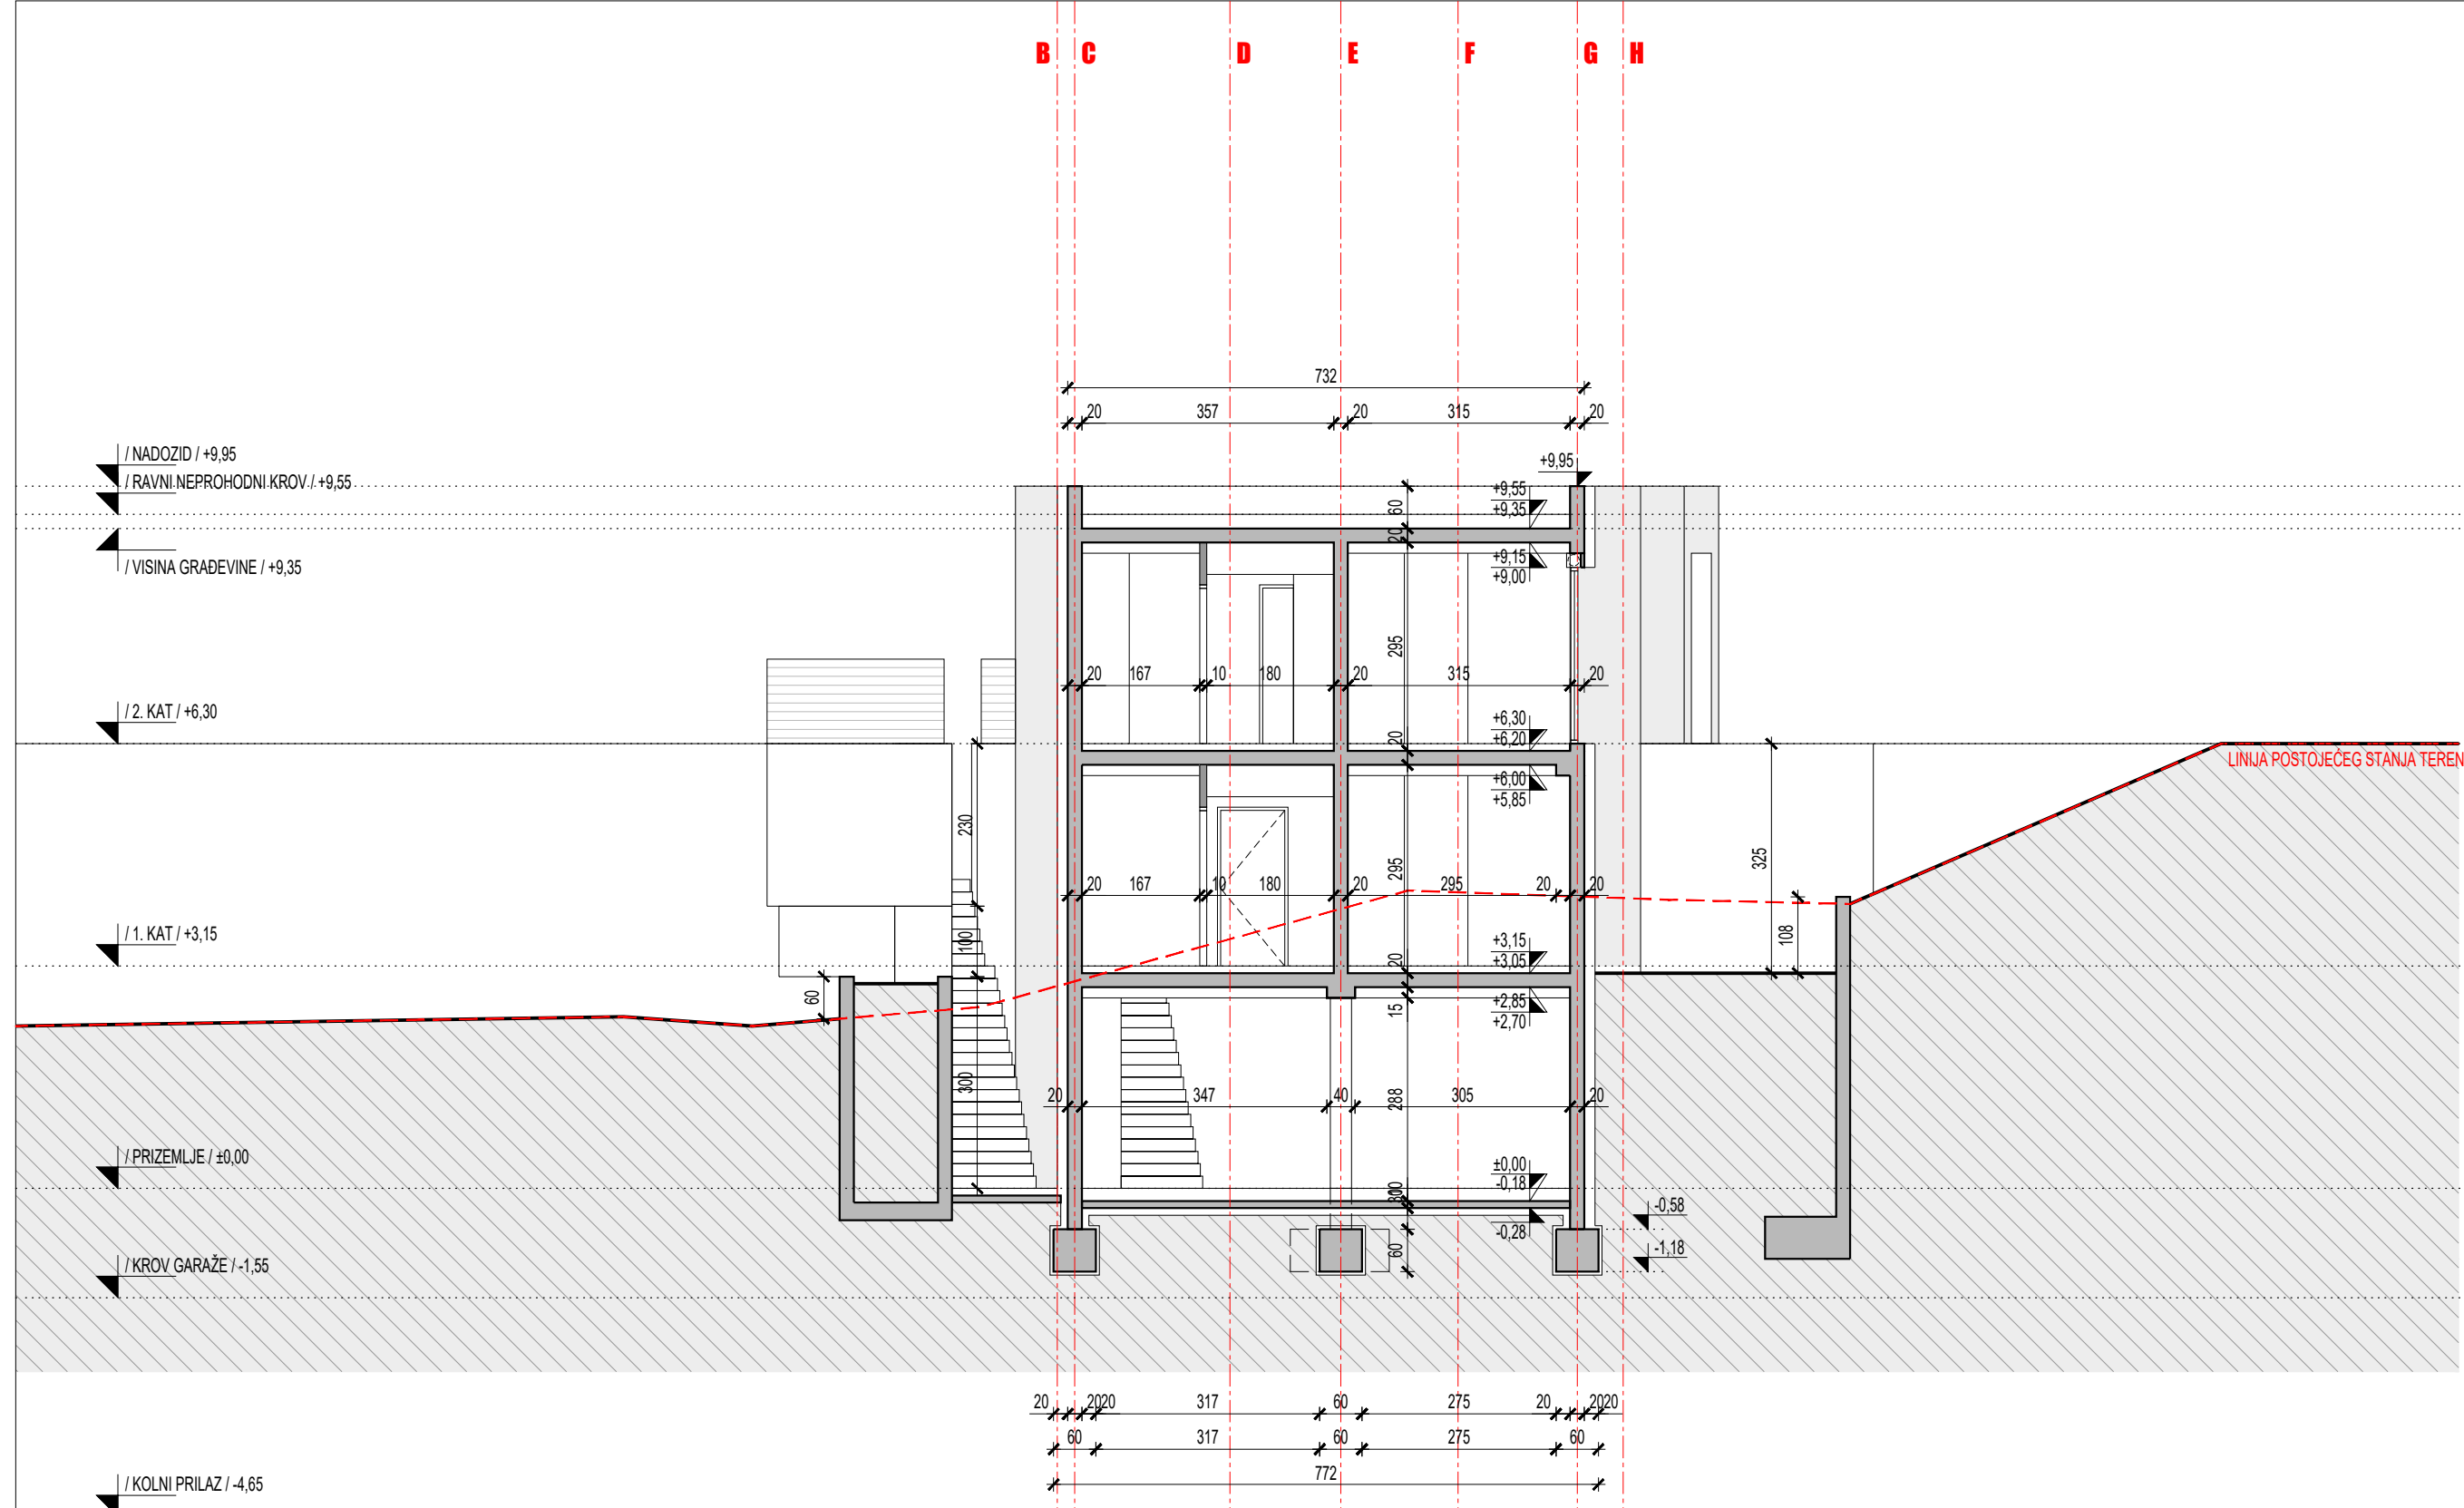 B C D E F G H
732
20 357 20 315 20
/ NADOZID / +9,95
+9,95
/ RAVNI NEPROHODNI KROV / +9,55
+9,55
60
+9,35
20
+9,15
/ VISINA GRAĐEVINE / +9,35
+9,00
295
20 167 10 180 20 315 20
/ 2. KAT / +6,30
+6,30
20
+6,20
LINIJA POSTOJEĆEG STANJA TEREN
+6,00
+5,85
230
325
295
20 167 10 180 20 295 20 20
/ 1. KAT / +3,15
100
108
+3,15
20
+3,05
60
+2,85
15
+2,70
300
20 347 40 288 305 20
/ PRIZEMLJE / ±0,00
±0,00
-0,18
-0,58
-0,28
60
-1,18
/ KROV GARAŽE / -1,55
20 20 20 317 60 275 20 20 20
60 317 60 275 60
772
/ KOLNI PRILAZ / -4,65